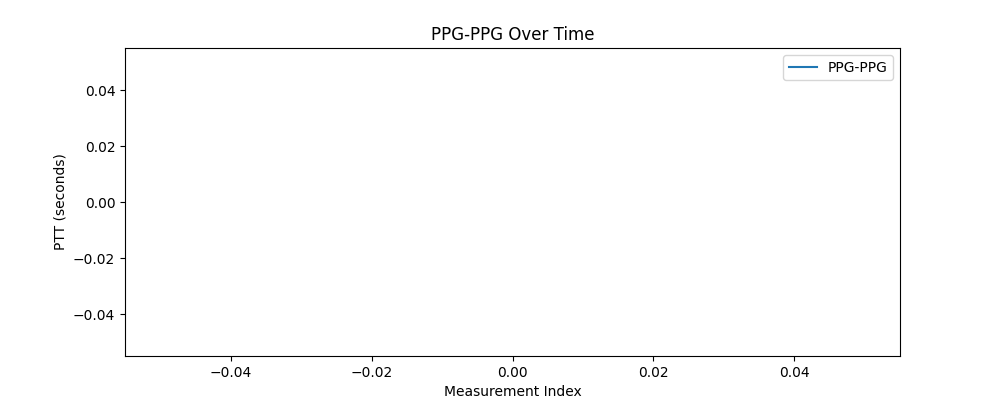 PPG-PPG Over Time
PPG-PPG
PTT (seconds)
0.04
0.02
0.00
−0.02
−0.04
−0.04 −0.02 0.00 0.02 0.04
Measurement Index